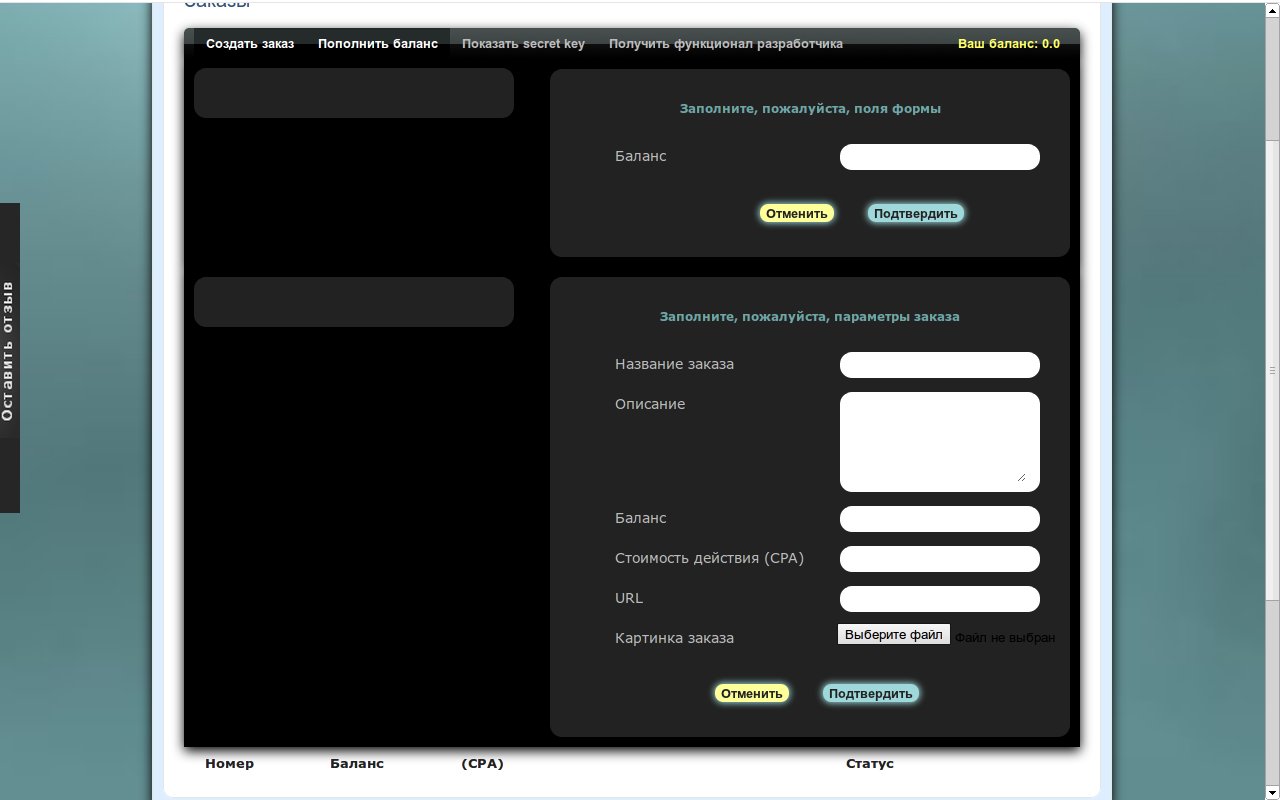 Заказы
Создать заказ Пополнить баланс Показать secret key Получить функционал разработчика Ваш баланс: 0.0
Заполните, пожалуйста, поля формы
Баланс
Отменить Подтвердить
Оставить отзыв
Заполните, пожалуйста, параметры заказа
Название заказа
Описание
Баланс
Стоимость действия (CPA)
URL
Картинка заказа Выберите файл Файл не выбран
Отменить Подтвердить
Номер Баланс (CPA) Статус